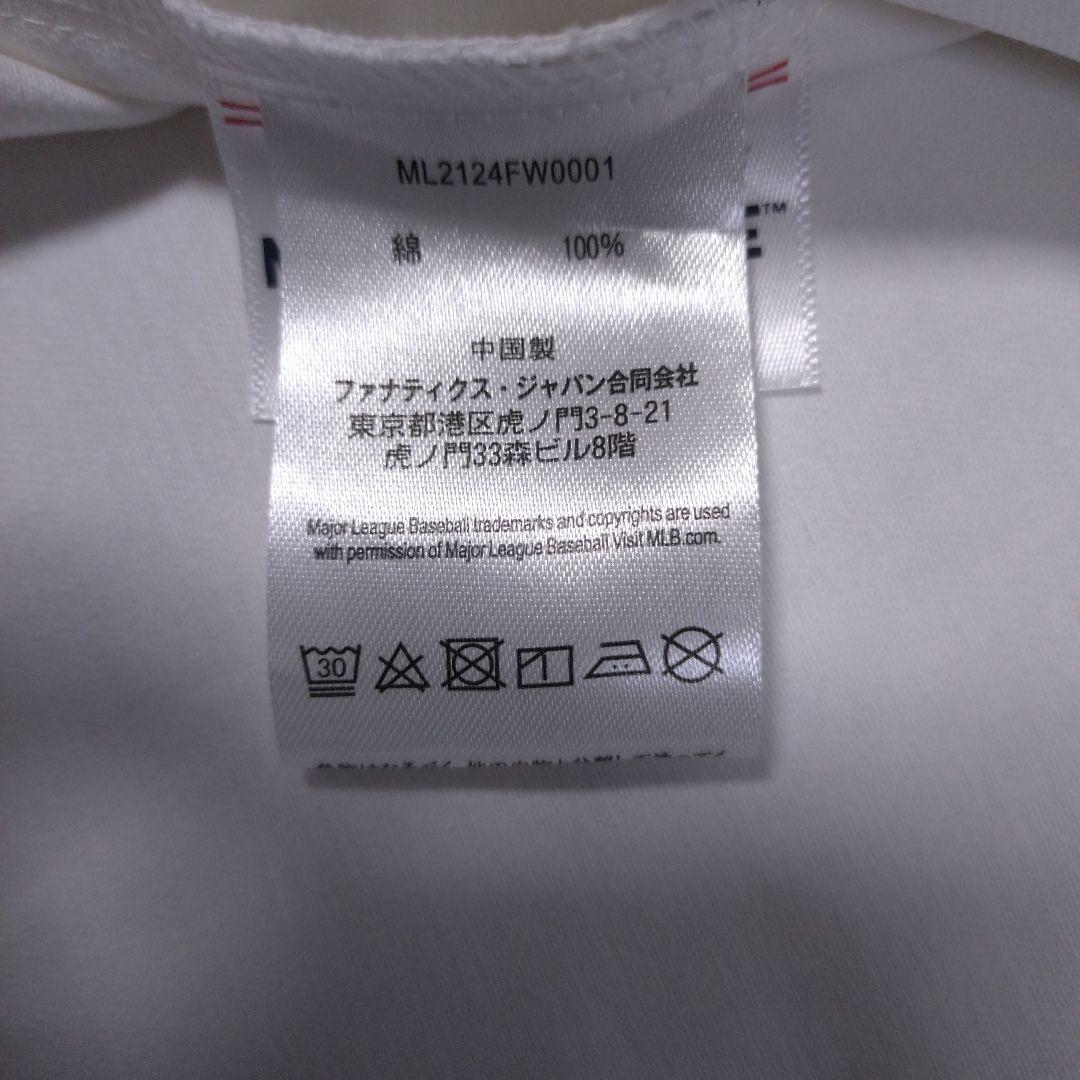 ML2124FW0001
綿 100%
中国製
ファナティクス・ジャパン合同会社
東京都港区虎ノ門3-8-21
虎ノ門33森ビル8階
Major League Baseball trademarks and copyrights are used
with permission of Major League Baseball Visit MLB.com.
30